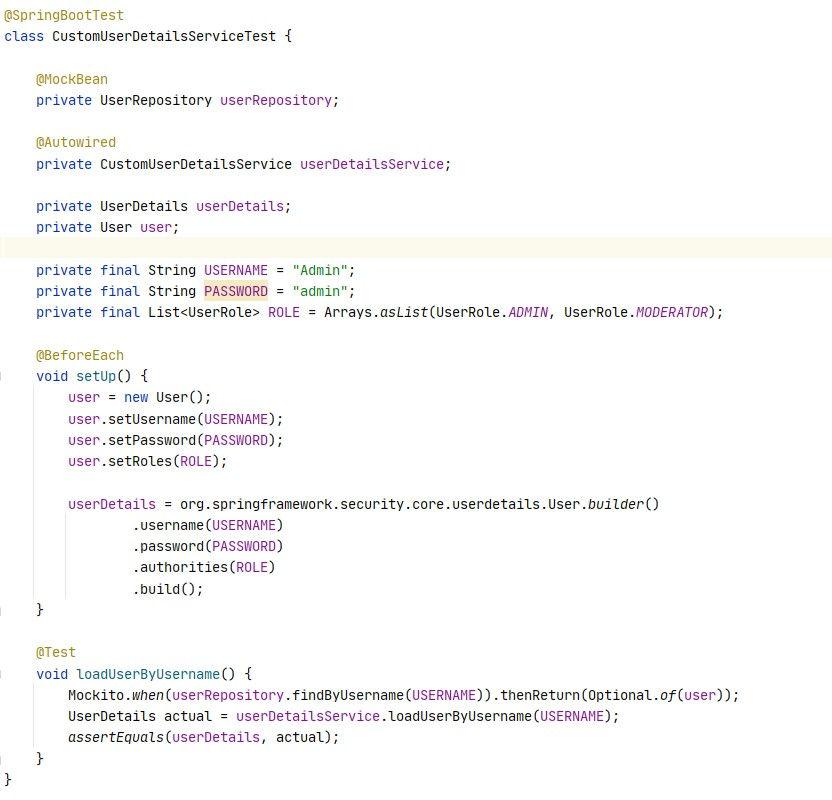 @SpringBootTest
class CustomUserDetailsServiceTest {
@MockBean
private UserRepository userRepository;
@Autowired
private CustomUserDetailsService userDetailsService;
private UserDetails userDetails;
private User user;
private final String USERNAME = "Admin";
private final String PASSWORD = "admin";
private final List<UserRole> ROLE = Arrays.asList(UserRole.ADMIN, UserRole.MODERATOR);
@BeforeEach
void setUp() {
user = new User();
user.setUsername(USERNAME);
user.setPassword(PASSWORD);
user.setRoles(ROLE);
userDetails = org.springframework.security.core.userdetails.User.builder()
.username(USERNAME)
.password(PASSWORD)
.authorities(ROLE)
.build();
}
@Test
void loadUserByUsername() {
Mockito.when(userRepository.findByUsername(USERNAME)).thenReturn(Optional.of(user));
UserDetails actual = userDetailsService.loadUserByUsername(USERNAME);
assertEquals(userDetails, actual);
}
}